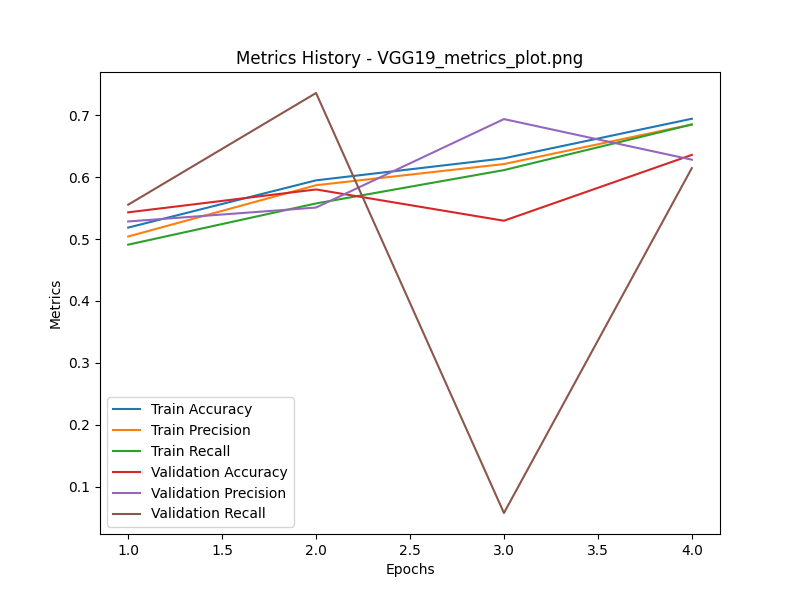 Metrics History - VGG19_metrics_plot.png
0.7
0.6
0.5
0.4
0.3
0.2
0.1
Metrics
Train Accuracy
Train Precision
Train Recall
Validation Accuracy
Validation Precision
Validation Recall
1.0 1.5 2.0 2.5 3.0 3.5 4.0
Epochs